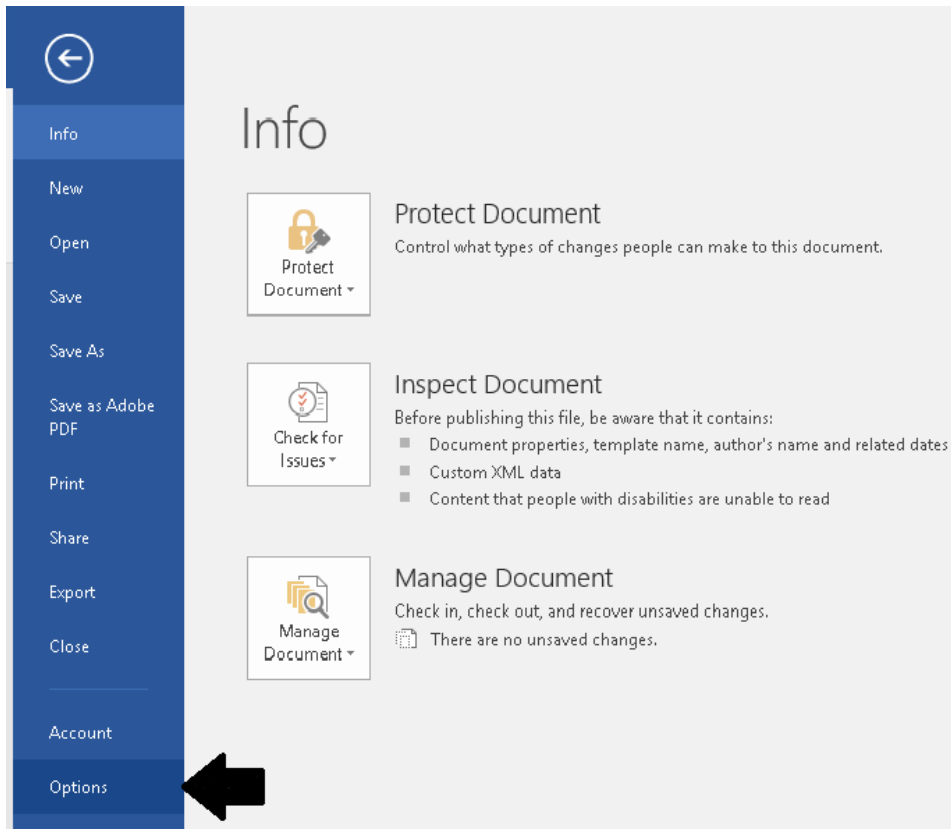 Info
New
Open
Save
Save As
Save as Adobe
PDF
Print
Share
Export
Close
Account
Options
Info
Protect
Document
Protect Document
Control what types of changes people can make to this document.
Check for
Issues
Inspect Document
Before publishing this file, be aware that it contains:
Document properties, template name, author's name and related dates
Custom XML data
Content that people with disabilities are unable to read
Manage
Document
Manage Document
Check in, check out, and recover unsaved changes.
There are no unsaved changes.